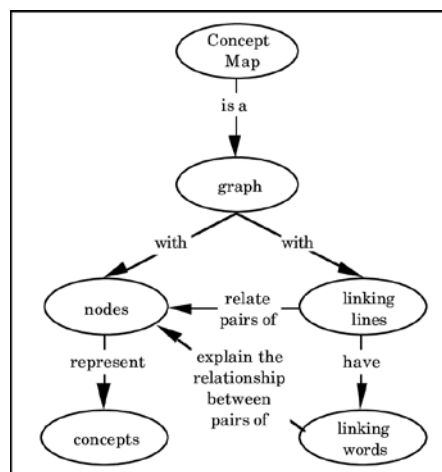 Concept
Map
is a
graph
with
with
nodes
relate
pairs of
linking
lines
represent
explain the
relationship
between
pairs of
have
concepts
linking
words